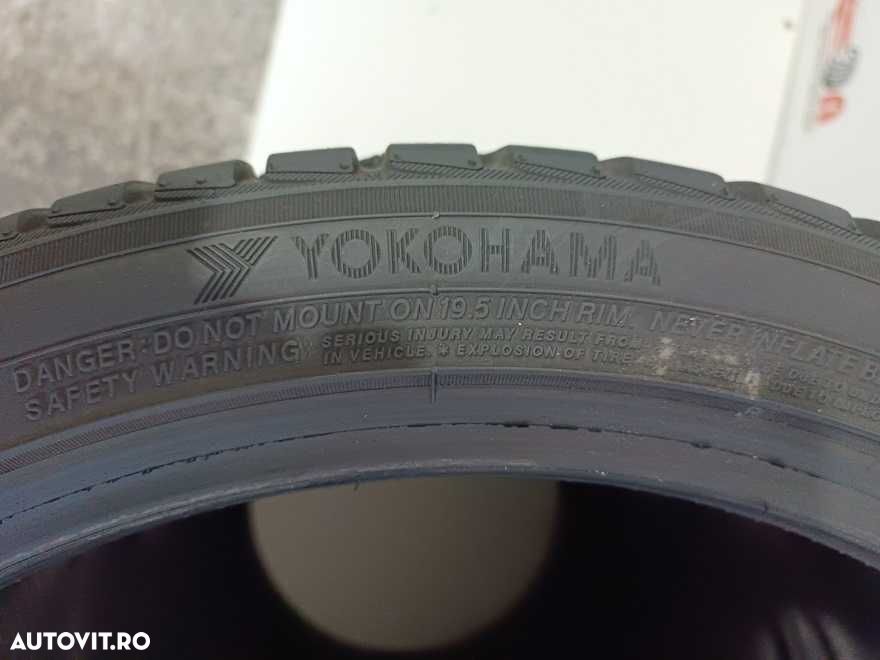 YOKOHAMA
DANGER: DO NOT MOUNT ON 19.5 INCH RIM. NEVER INFLATE
SAFETY WARNING SERIOUS INJURY MAY RESULT FROM
IN VEHICLE. * EXPLOSION OF TIRE
AUTOVIT.RO